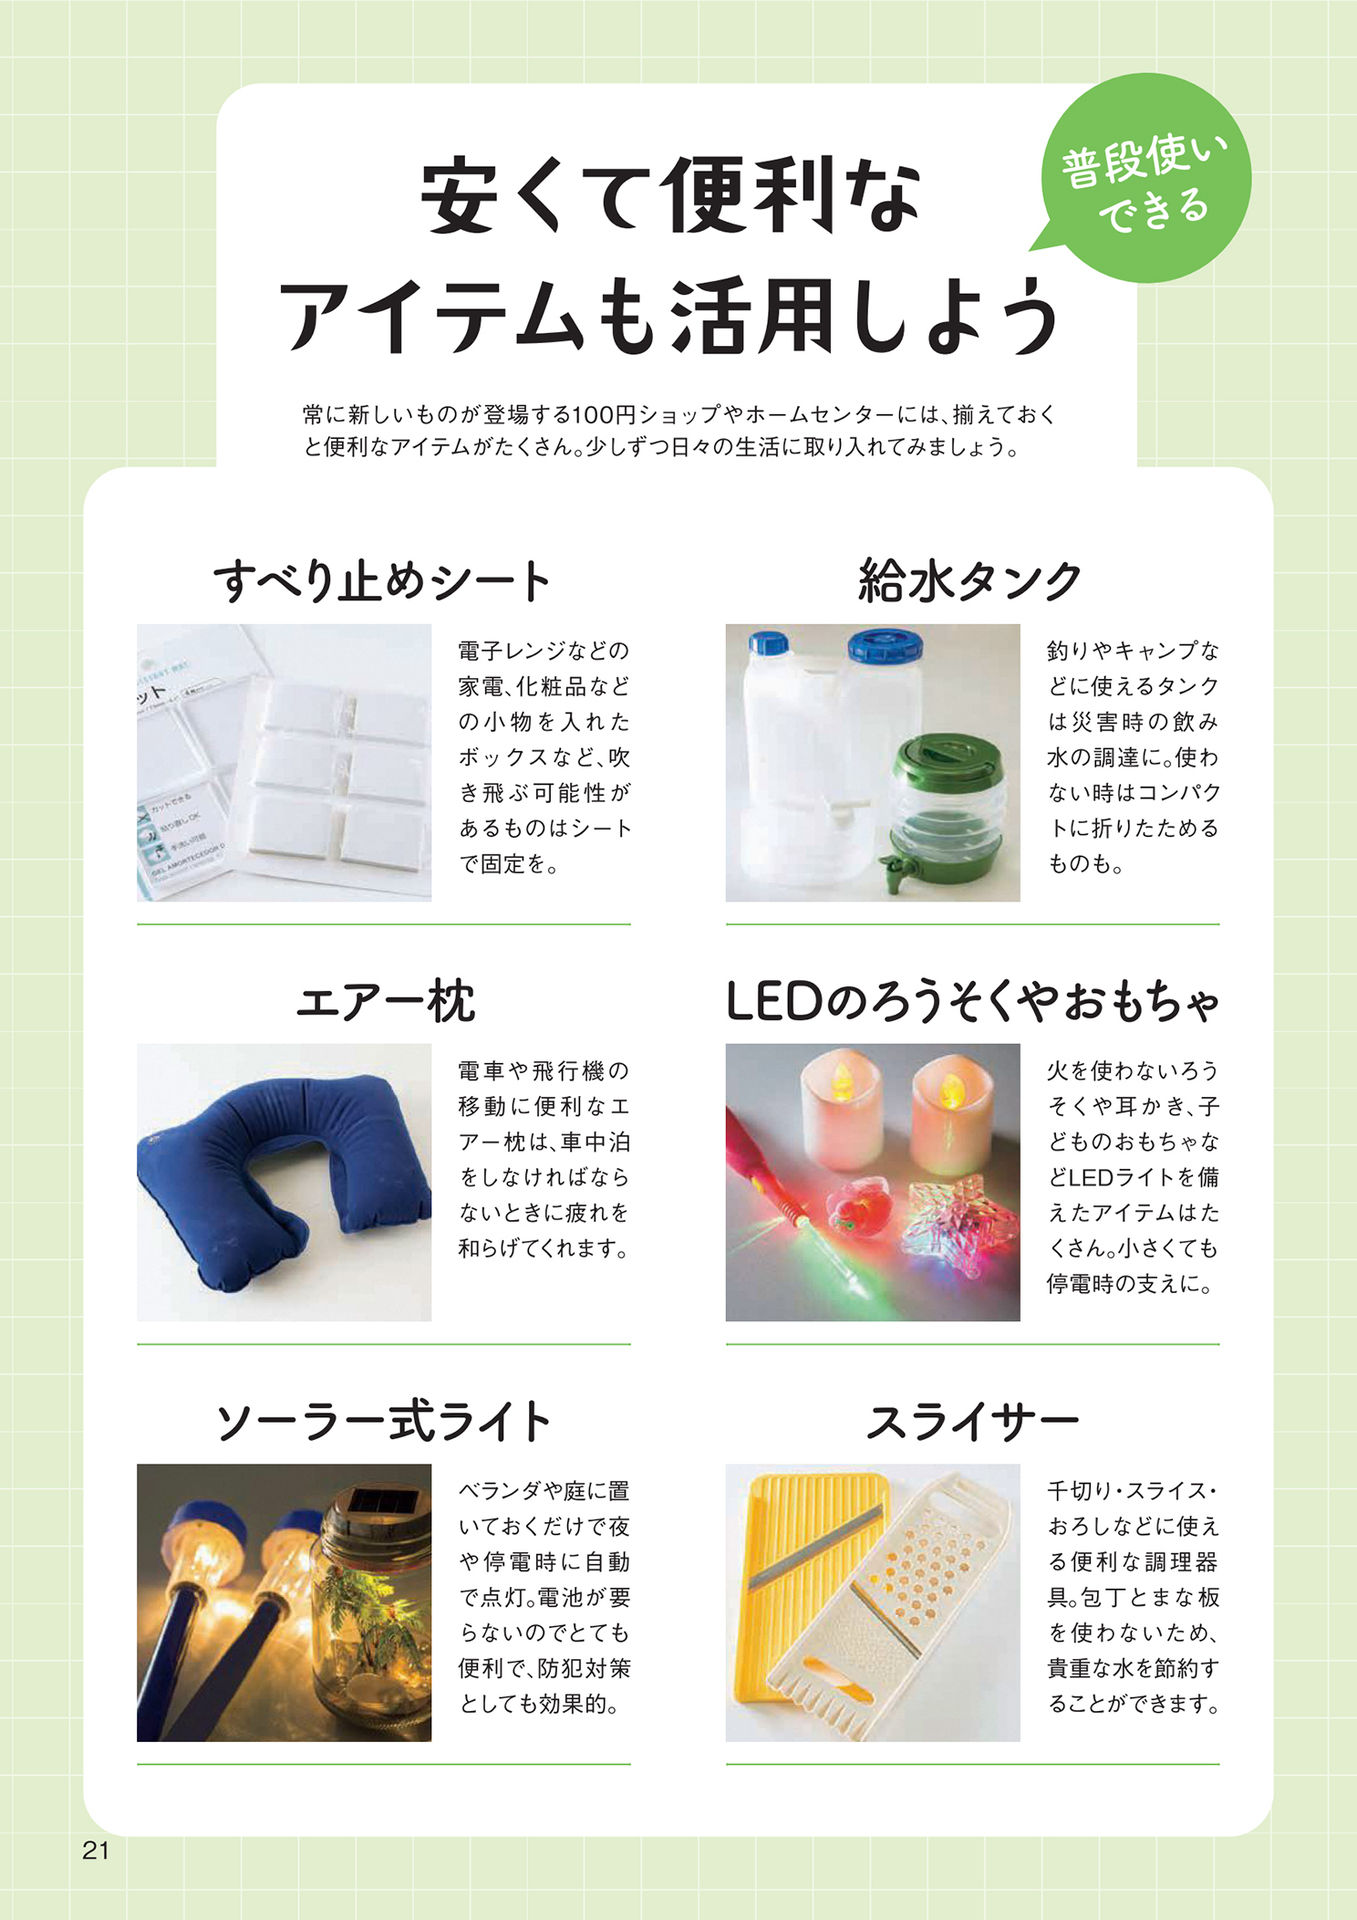 普段使い
できる
安くて便利な
アイテムも活用しよう
常に新しいものが登場する100円ショップやホームセンターには、揃えておく
と便利なアイテムがたくさん。少しずつ日々の生活に取り入れてみましょう。
すべり止めシート
ット
カットできる
貼り直しOK
手洗い可能
GEL AMORTECEDOR D
電子レンジなどの
家電、化粧品など
の小物を入れた
ボックスなど、吹
き飛ぶ可能性が
あるものはシート
で固定を。
給水タンク
釣りやキャンプな
どに使えるタンク
は災害時の飲み
水の調達に。使わ
ない時はコンパク
トに折りたためる
ものも。
エアー枕
電車や飛行機の
移動に便利なエ
アー枕は、車中泊
をしなければなら
ないときに疲れを
和らげてくれます。
LEDのろうそくやおもちゃ
火を使わないろう
そくや耳かき、子
どものおもちゃな
どLEDライトを備
えたアイテムはた
くさん。小さくても
停電時の支えに。
ソーラー式ライト
ベランダや庭に置
いておくだけで夜
や停電時に自動
で点灯。電池が要
らないのでとても
便利で、防犯対策
としても効果的。
スライサー
千切り・スライス・
おろしなどに使え
る便利な調理器
具。包丁とまな板
を使わないため、
貴重な水を節約す
ることができます。
21